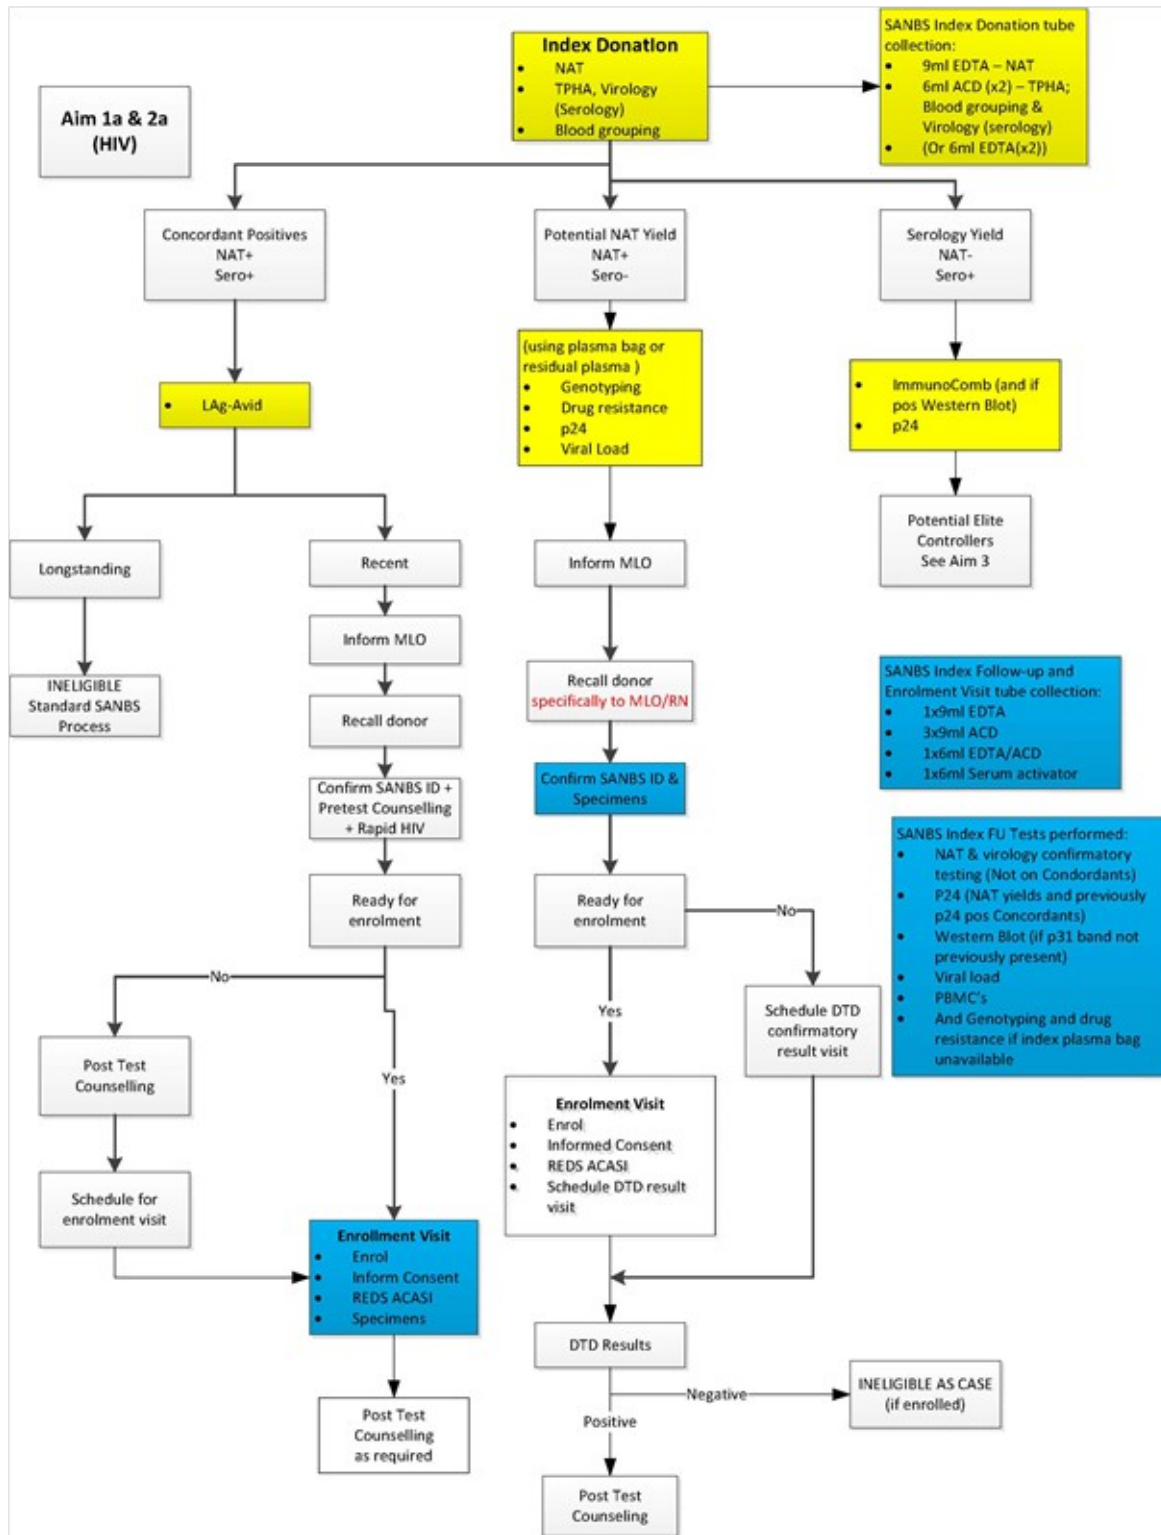 Index Donation
• NAT
• TPHA, Virology
(Serology)
• Blood grouping
SANBS Index Donation tube
collection:
• 9ml EDTA – NAT
• 6ml ACD (x2) – TPHA;
Blood grouping &
Virology (serology)
• (Or 6ml EDTA(x2))
Aim 1a & 2a
(HIV)
Concordant Positives
NAT+
Sero+
Potential NAT Yield
NAT+
Sero-
Serology Yield
NAT-
Sero+
• LAg-Avid
(using plasma bag or
residual plasma )
• Genotyping
• Drug resistance
• p24
• Viral Load
• ImmunoComb (and if
pos Western Blot)
• p24
Longstanding
Recent
Inform MLO
Potential Elite
Controllers
See Aim 3
INELIGIBLE
Standard SANBS
Process
Inform MLO
Recall donor
Confirm SANBS ID +
Pretest Counselling
+ Rapid HIV
Ready for
enrolment
Recall donor
specifically to MLO/RN
Confirm SANBS ID &
Specimens
Ready for
enrolment
No
SANBS Index Follow-up and
Enrolment Visit tube collection:
• 1x9ml EDTA
• 3x9ml ACD
• 1x6ml EDTA/ACD
• 1x6ml Serum activator
SANBS Index FU Tests performed:
• NAT & virology confirmatory
testing (Not on Condordants)
• P24 (NAT yields and previously
p24 pos Concordants)
• Western Blot (if p31 band not
previously present)
• Viral load
• PBMC's
• And Genotyping and drug
resistance if index plasma bag
unavailable
No
Yes
Post Test
Counselling
Yes
Schedule DTD
confirmatory
result visit
Schedule for
enrolment visit
Enrollment Visit
• Enrol
• Inform Consent
• REDS ACASI
• Specimens
Post Test
Counselling
as required
Enrolment Visit
• Enrol
• Informed Consent
• REDS ACASI
• Schedule DTD result
visit
DTD Results
Negative
INELIGIBLE AS CASE
(if enrolled)
Positive
Post Test
Counseling